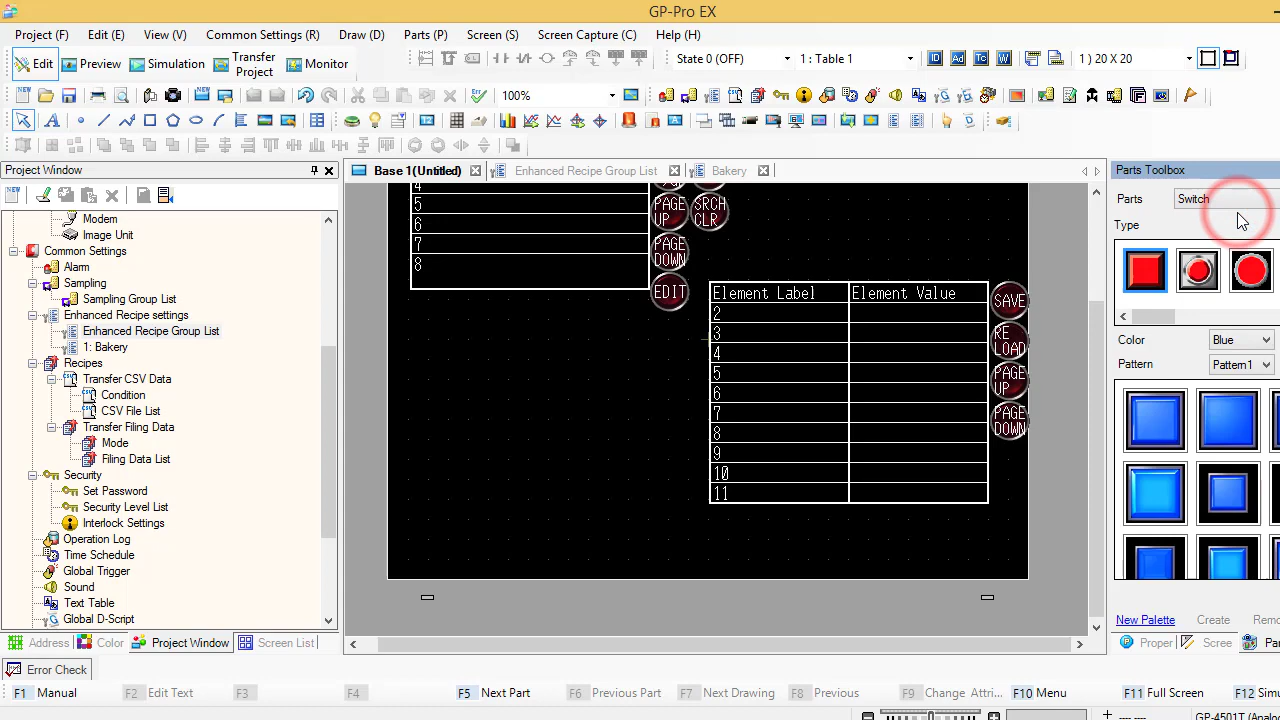 GP-Pro EX
Project (F) Edit (E) View (V) Common Settings (R) Draw (D) Parts (P) Screen (S) Screen Capture (C) Help (H)
Edit Preview Simulation Transfer Project Monitor State 0 (OFF) 1 : Table 1 1 ) 20 X 20
100%
Project Window
Base 1(Untitled) Enhanced Recipe Group List Bakery
Modem
Image Unit
Common Settings
Alarm
Sampling
Sampling Group List
Enhanced Recipe settings
Enhanced Recipe Group List
1: Bakery
Recipes
Transfer CSV Data
Condition
CSV File List
Transfer Filing Data
Mode
Filing Data List
Security
Set Password
Security Level List
Interlock Settings
Operation Log
Time Schedule
Global Trigger
Sound
Text Table
Global D-Script
Address Color Project Window Screen List
4
5
6
7
8
PAGE UP
SRCH CLR
PAGE DOWN
EDIT
Element Label Element Value
2
3
4
5
6
7
8
9
10
11
SAVE
RE LOAD
PAGE UP
PAGE DOWN
Parts Toolbox
Parts Switch
Type
Color Blue
Pattern Pattern1
New Palette Create Remo
Proper Scree Pa
Error Check
F1 Manual F2 Edit Text F3 F4 F5 Next Part F6 Previous Part F7 Next Drawing F8 Previous F9 Change Attri... F10 Menu F11 Full Screen F12 Simu
GP-4501T (Analog